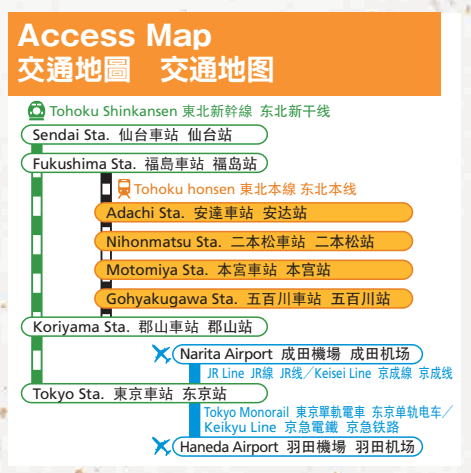 Access Map
交通地圖　交通地图
Tohoku Shinkansen 東北新幹線 东北新干线
Sendai Sta. 仙台車站 仙台站
Fukushima Sta. 福島車站 福岛站
Tohoku honsen 東北本線 东北本线
Adachi Sta. 安達車站 安达站
Nihonmatsu Sta. 二本松車站 二本松站
Motomiya Sta. 本宮車站 本宫站
Gohyakugawa Sta. 五百川車站 五百川站
Koriyama Sta. 郡山車站 郡山站
Narita Airport 成田機場 成田机场
JR Line JR線 JR线／Keisei Line 京成線 京成线
Tokyo Sta. 東京車站 东京站
Tokyo Monorail 東京單軌電車 东京单轨电车／
Keikyu Line 京急電鐵 京急铁路
Haneda Airport 羽田機場 羽田机场